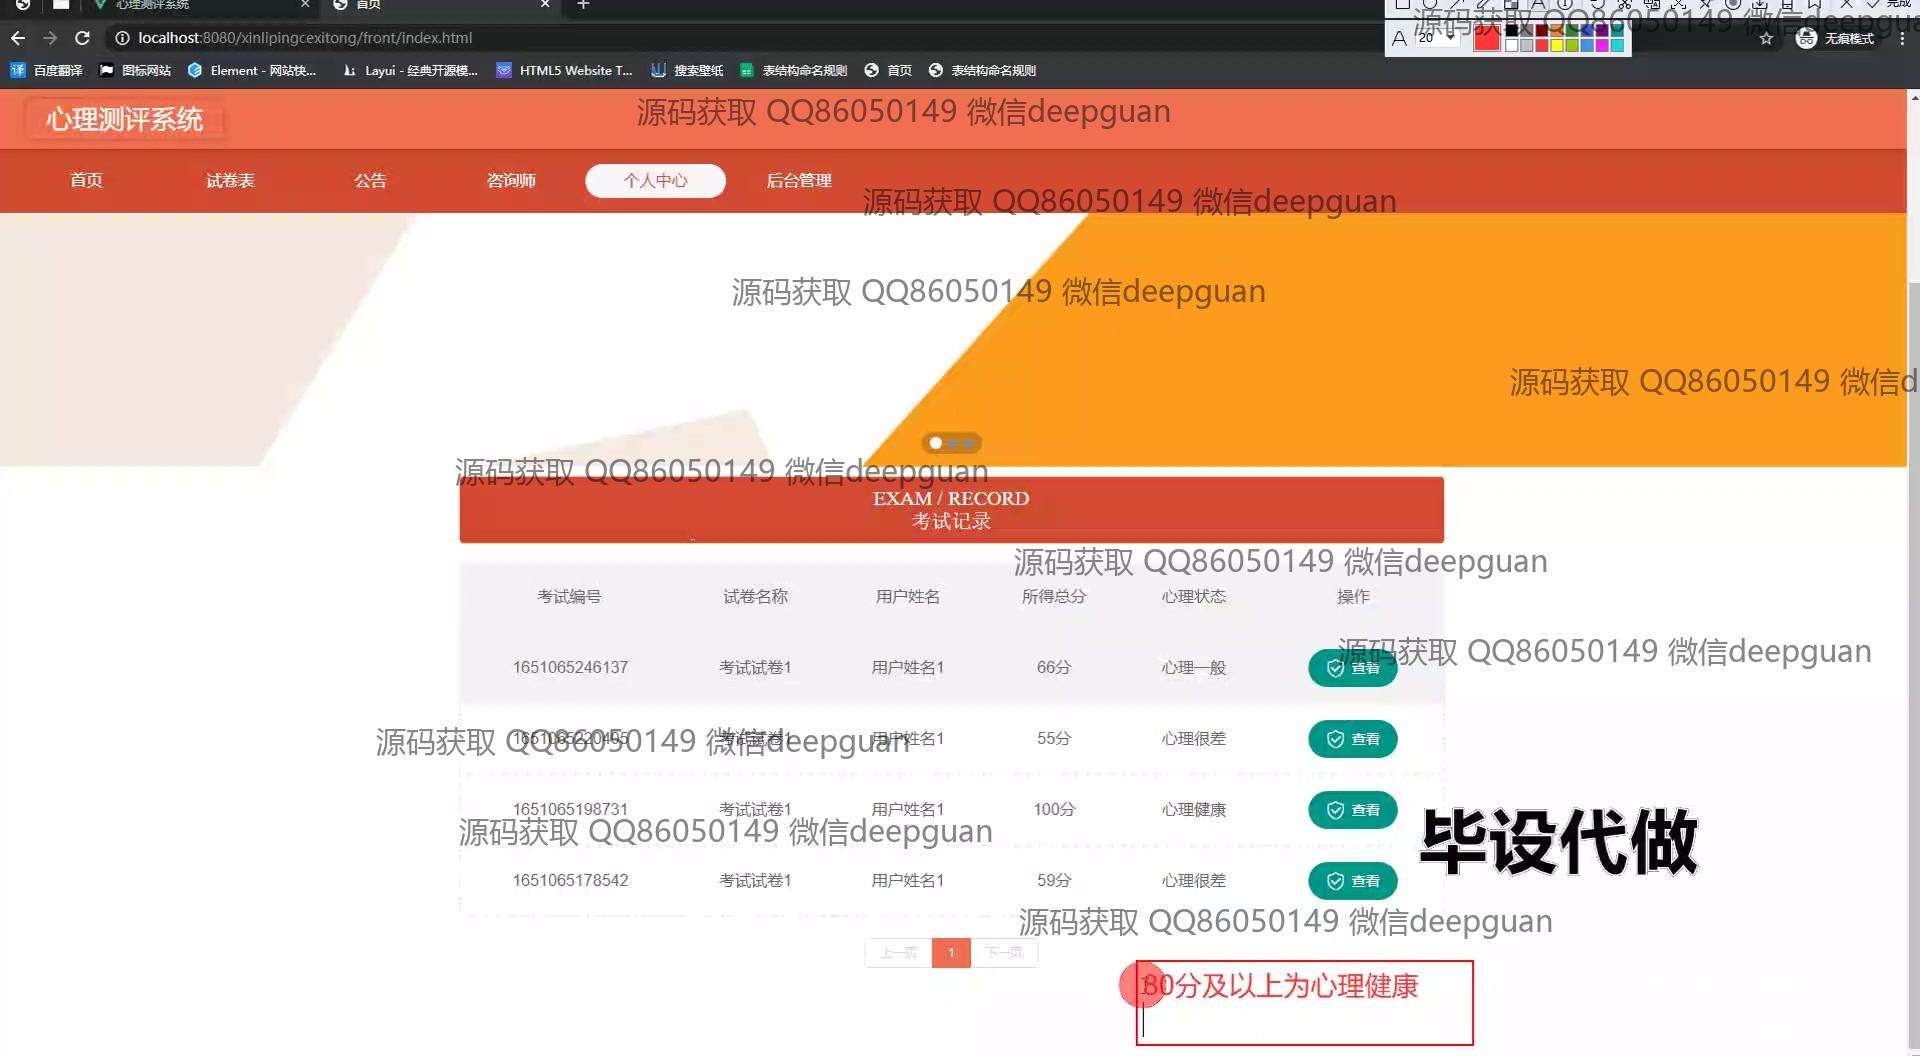 心理测评系统
首页
完成
源码获取 QQ86050149 微信deepgua
A 20
localhost:8080/xinlipingcexitong/front/index.html
无痕模式
百度翻译
图标网站
Element - 网站快...
Layui - 经典开源模...
HTML5 Website T...
搜索壁纸
表结构命名规则
首页
表结构命名规则
心理测评系统
源码获取 QQ86050149 微信deepguan
首页
试卷表
公告
咨询师
个人中心
后台管理
源码获取 QQ86050149 微信deepguan
源码获取 QQ86050149 微信deepguan
源码获取 QQ86050149 微信d
源码获取 QQ86050149 微信deepguan
EXAM / RECORD
考试记录
源码获取 QQ86050149 微信deepguan
考试编号 试卷名称 用户姓名 所得总分 心理状态 操作
源码获取 QQ86050149 微信deepguan
1651065246137 考试试卷1 用户姓名1 66分 心理一般 查看
源码获取 QQ86050149 微信deepguan
考试试卷1 用户姓名1 55分 心理很差 查看
1651065198731 考试试卷1 用户姓名1 100分 心理健康 查看
源码获取 QQ86050149 微信deepguan
毕设代做
1651065178542 考试试卷1 用户姓名1 59分 心理很差 查看
源码获取 QQ86050149 微信deepguan
上一页 1 下一页
80分及以上为心理健康